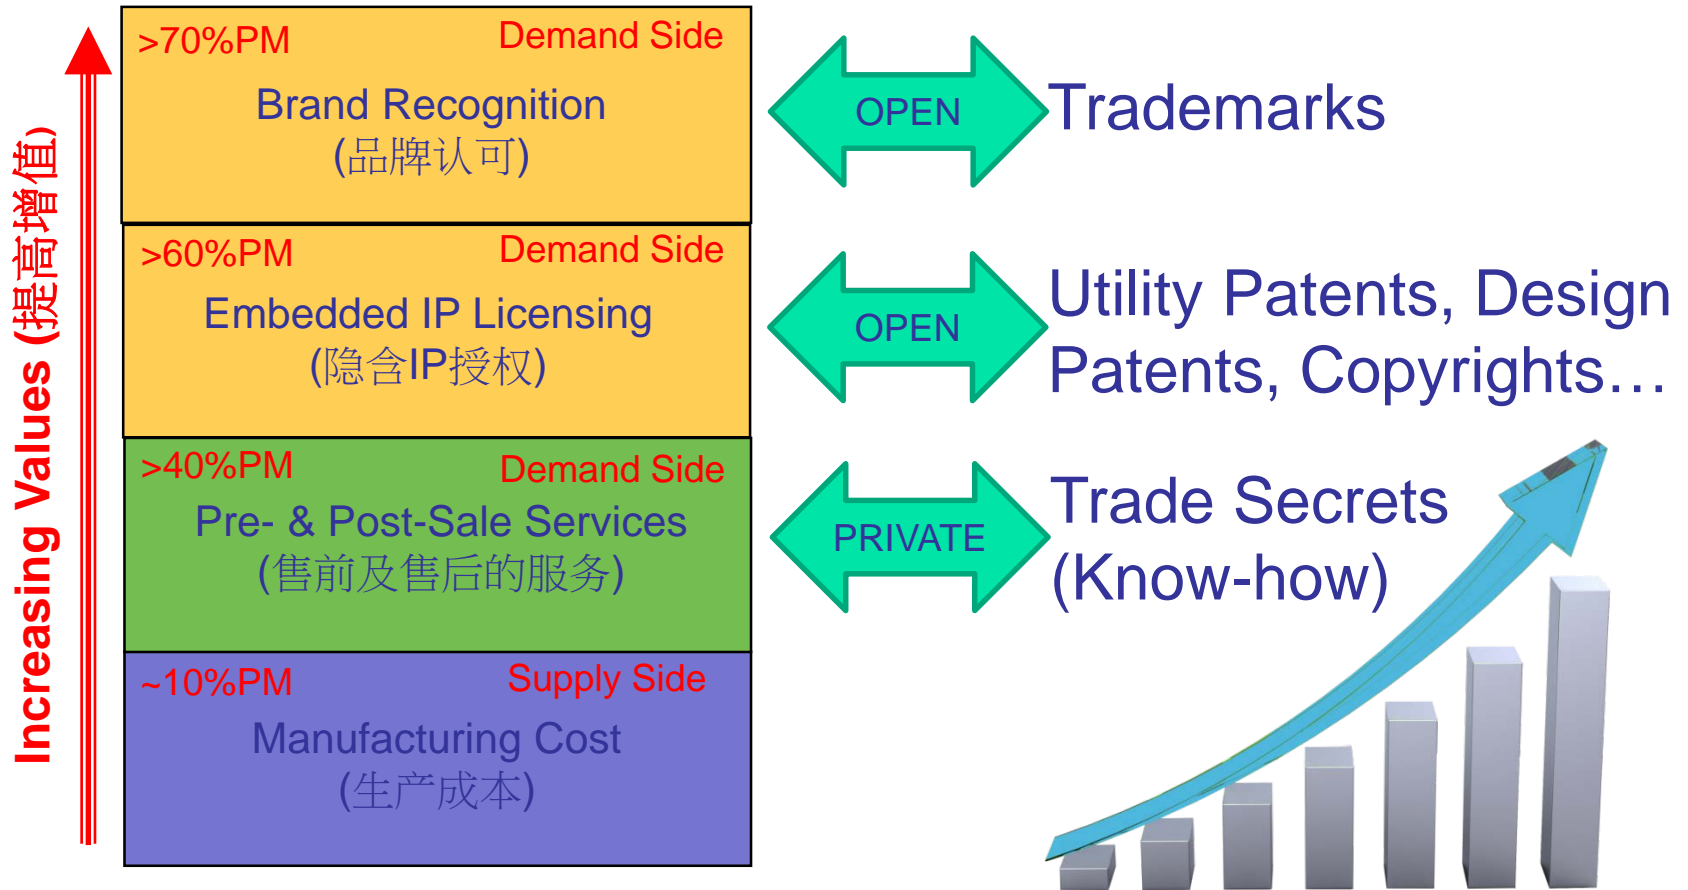 Increasing Values (提高增值)
>70%PM
Demand Side
Brand Recognition
(品牌认可)
OPEN
Trademarks
>60%PM
Demand Side
Embedded IP Licensing
(隐含IP授权)
OPEN
Utility Patents, Design
Patents, Copyrights…
>40%PM
Demand Side
Pre- & Post-Sale Services
(售前及售后的服务)
PRIVATE
Trade Secrets
(Know-how)
~10%PM
Supply Side
Manufacturing Cost
(生产成本)